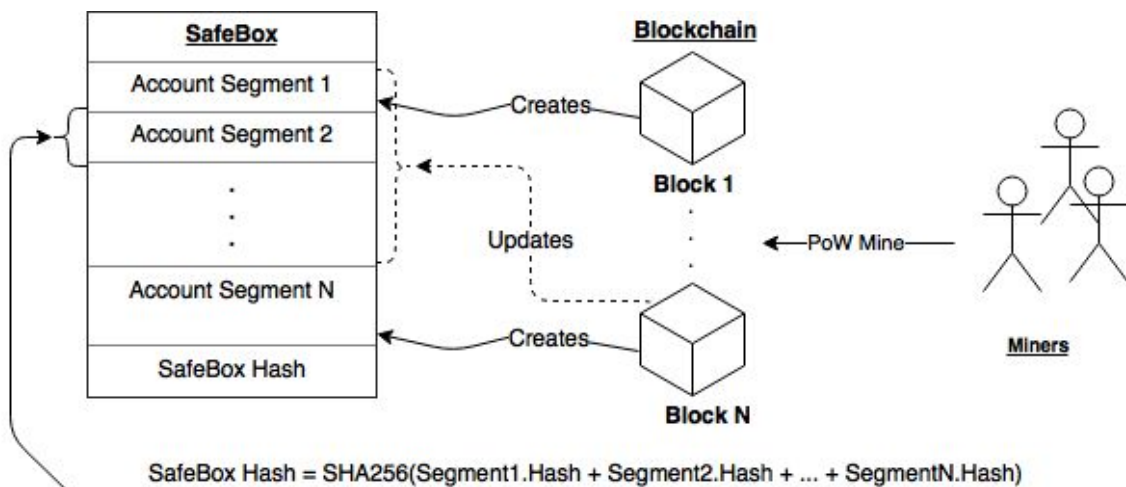 SafeBox
Account Segment 1
Account Segment 2
.
.
.
Account Segment N
SafeBox Hash
Blockchain
Creates
Block 1
.
.
.
Updates
Creates
Block N
PoW Mine
Miners
SafeBox Hash = SHA256(Segment1.Hash + Segment2.Hash + ... + SegmentN.Hash)